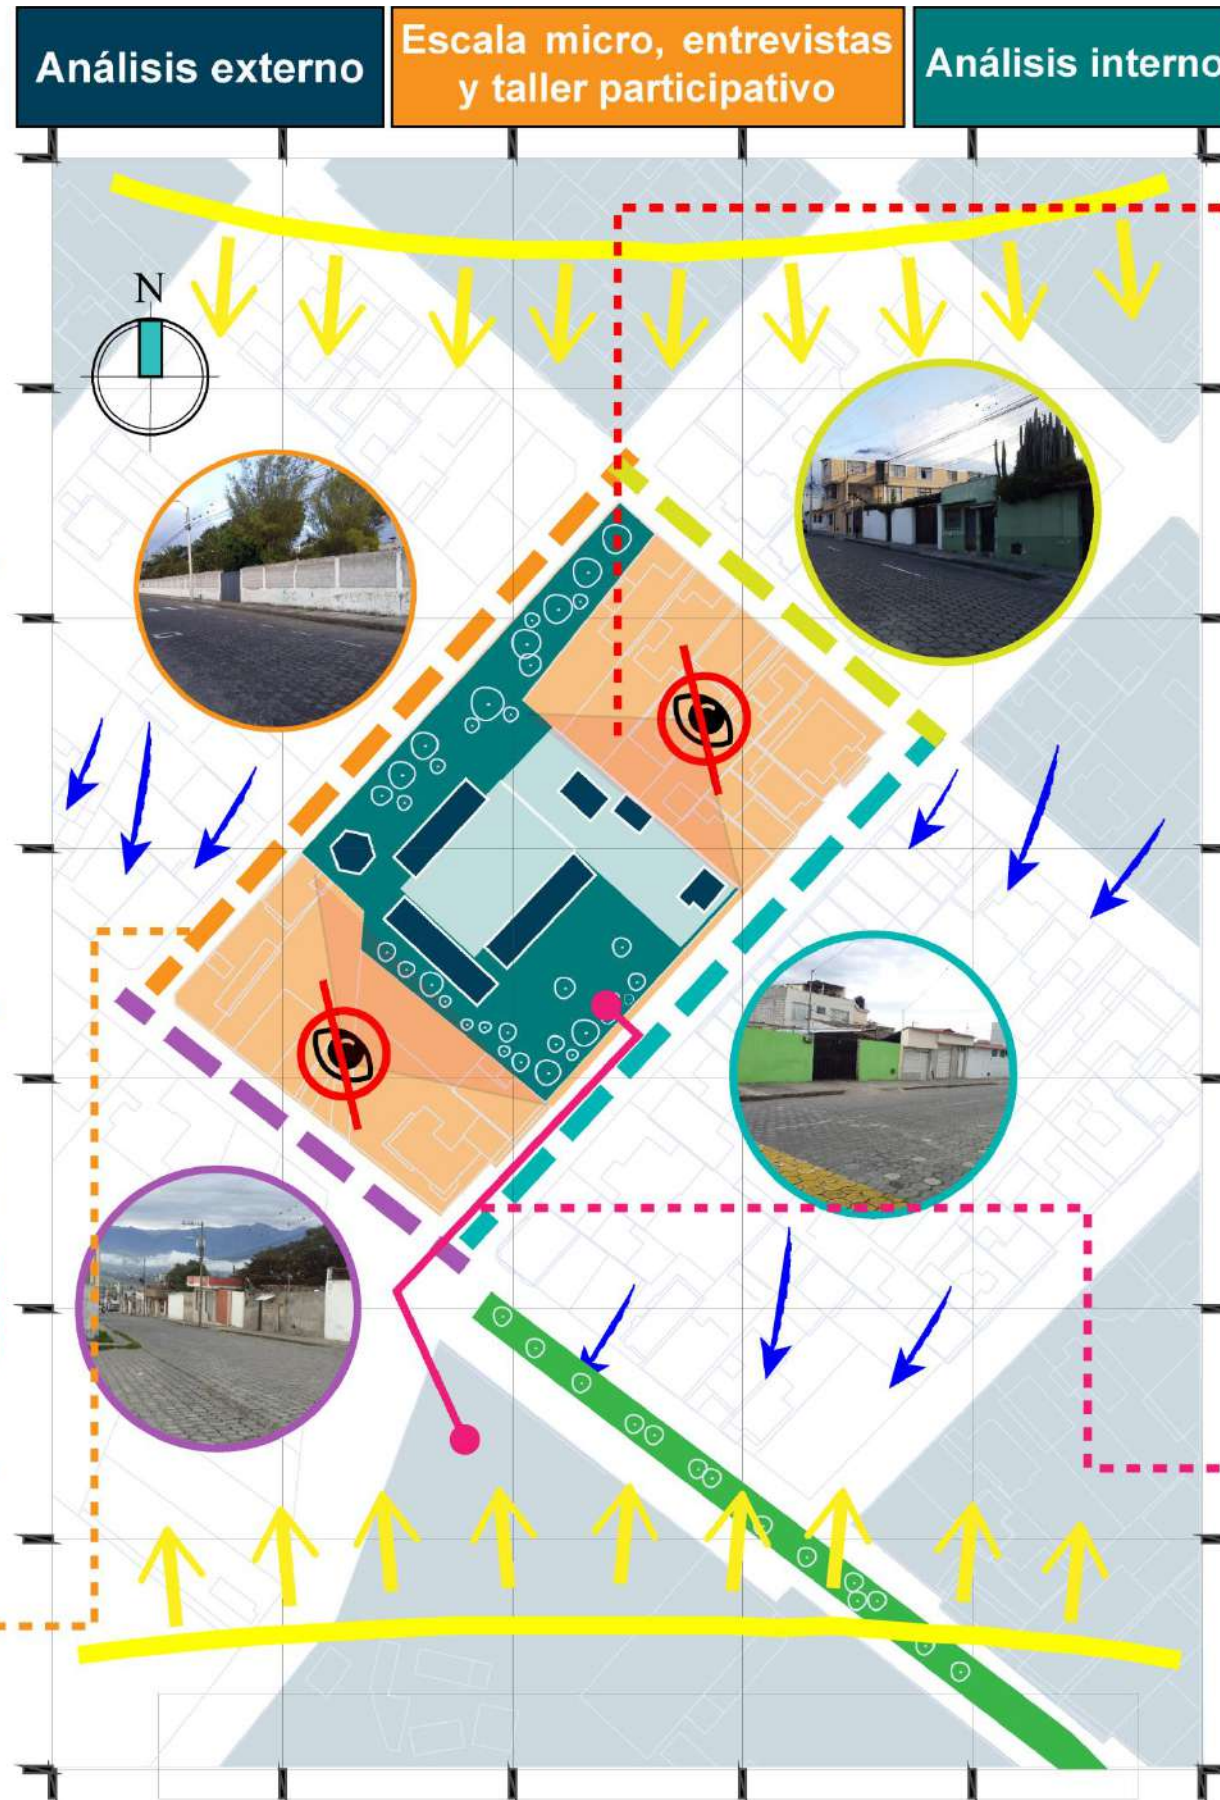 Análisis externo
Escala micro, entrevistas
y taller participativo
Análisis interno
N